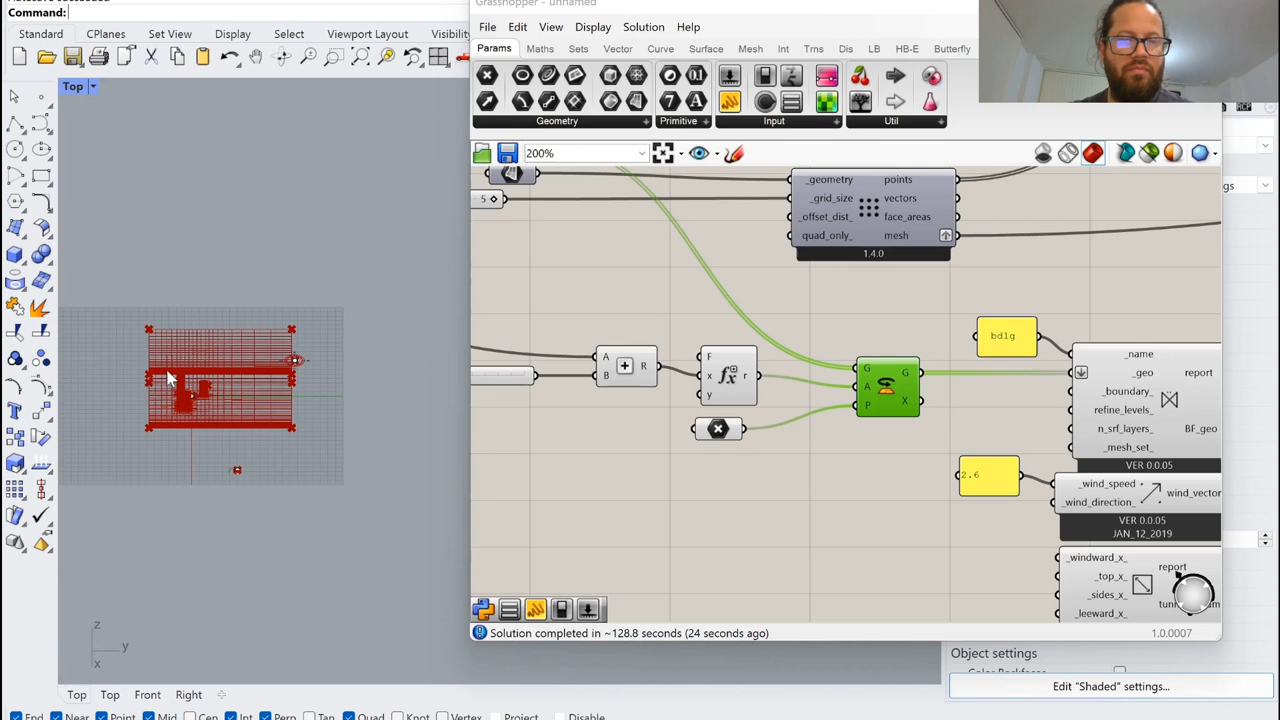 Command:
Grasshopper - unnamed
File Edit View Display Solution Help
Standard CPlanes Set View Display Select Viewport Layout Visibility
Params Maths Sets Vector Curve Surface Mesh Int Trns Dis LB HB-E Butterfly
Geometry Primitive Input Util
Top
200%
5
_geometry points
_grid_size vectors
_offset_dist_ face_areas
quad_only_ mesh
1.4.0
A
B
R
F
x
y
fx
r
G
A
P
G
X
bdlg
_name
_geo report
_boundary_
refine_levels_
n_srf_layers_ BF_geo
_mesh_set_
VER 0.0.05
2.6
_wind_speed
_wind_direction_ wind_vector
VER 0.0.05
JAN_12_2019
_windward_x_
_top_x_ report
_sides_x_
_leeward_x_
Solution completed in ~128.8 seconds (24 seconds ago)
1.0.0007
z
y
x
Object settings
Edit "Shaded" settings...
Top Top Front Right
End Near Point Mid Cen Int Perp Tan Quad Knot Vertex Project Disable